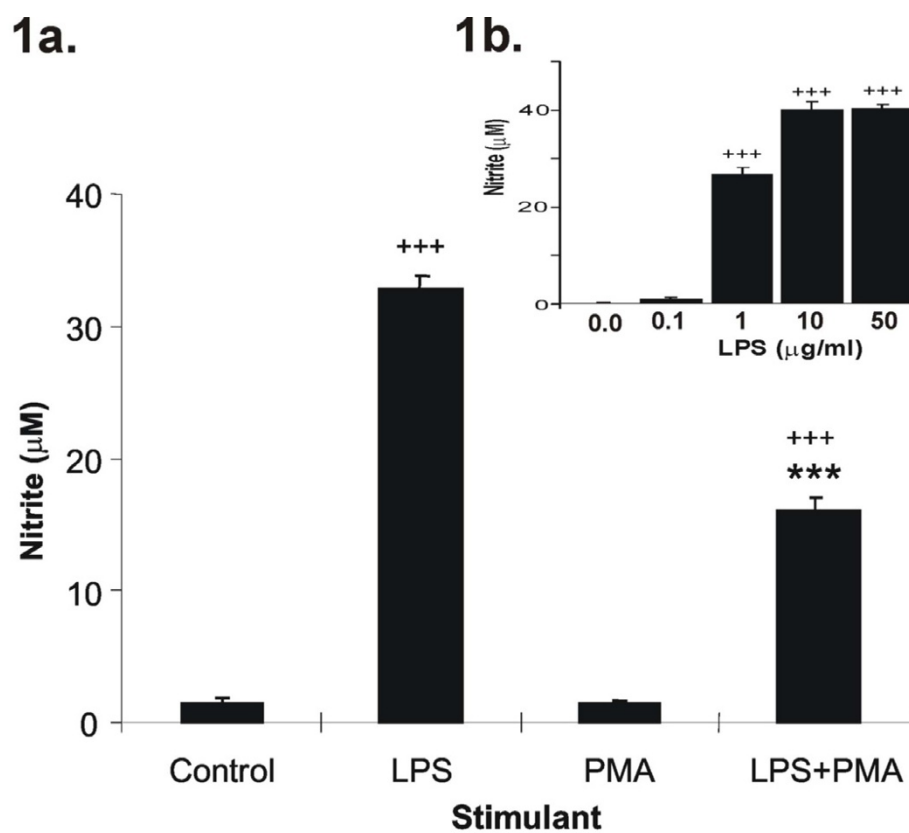 1a.
1b.
Nitrite (μM)
40
20
0
+++
+++
+++
0.0 0.1 1 10 50
LPS (μg/ml)
Nitrite (μM)
40
30
20
10
0
+++
+++
***
Control LPS PMA LPS+PMA
Stimulant